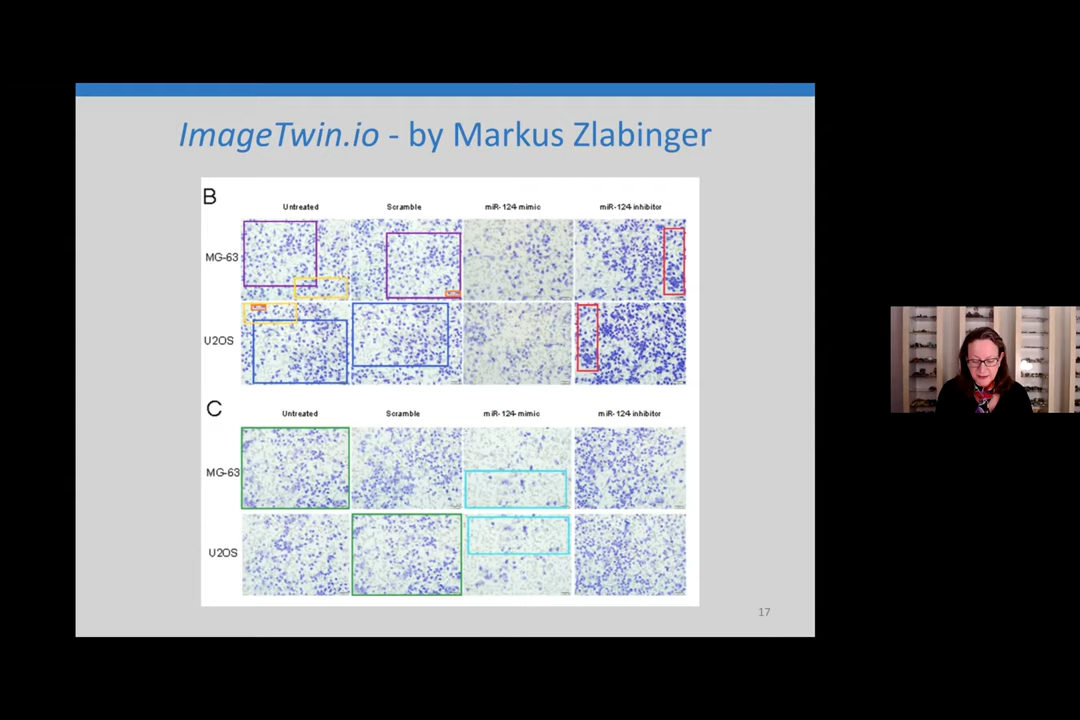 ImageTwin.io - by Markus Zlabinger
B
Untreated Scramble miR-124 mimic miR-124 inhibitor
MG-63
U2OS
C
Untreated Scramble miR-124 mimic miR-124 inhibitor
MG-63
U2OS
17